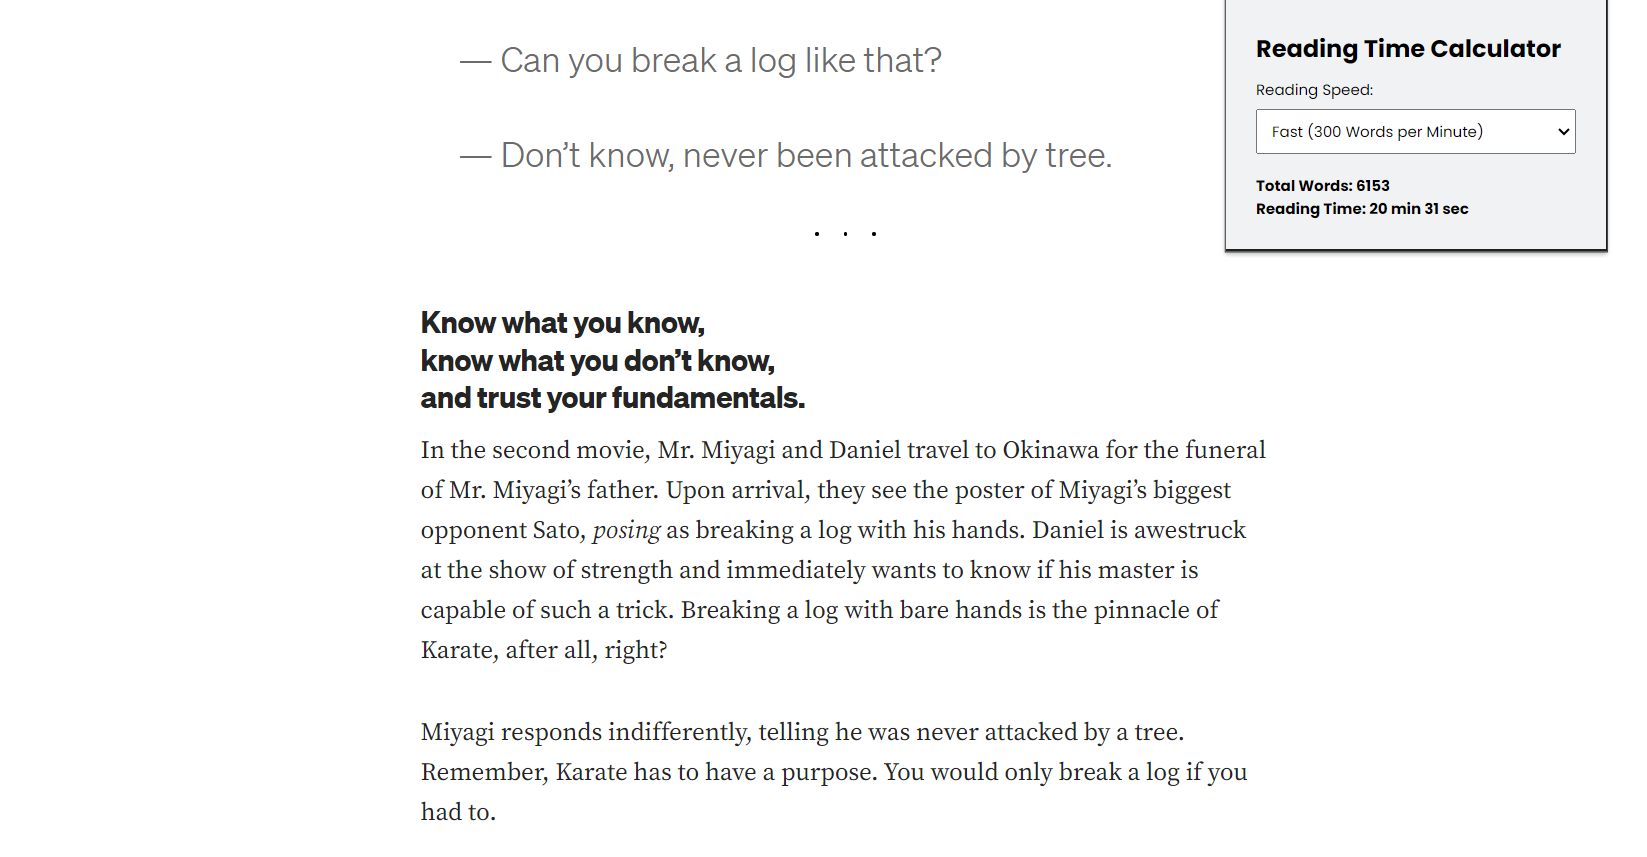 — Can you break a log like that?
— Don’t know, never been attacked by tree.
. . .
Know what you know,
know what you don’t know,
and trust your fundamentals.
In the second movie, Mr. Miyagi and Daniel travel to Okinawa for the funeral
of Mr. Miyagi’s father. Upon arrival, they see the poster of Miyagi’s biggest
opponent Sato, posing as breaking a log with his hands. Daniel is awestruck
at the show of strength and immediately wants to know if his master is
capable of such a trick. Breaking a log with bare hands is the pinnacle of
Karate, after all, right?
Miyagi responds indifferently, telling he was never attacked by a tree.
Remember, Karate has to have a purpose. You would only break a log if you
had to.
Reading Time Calculator
Reading Speed:
Fast (300 Words per Minute)
Total Words: 6153
Reading Time: 20 min 31 sec